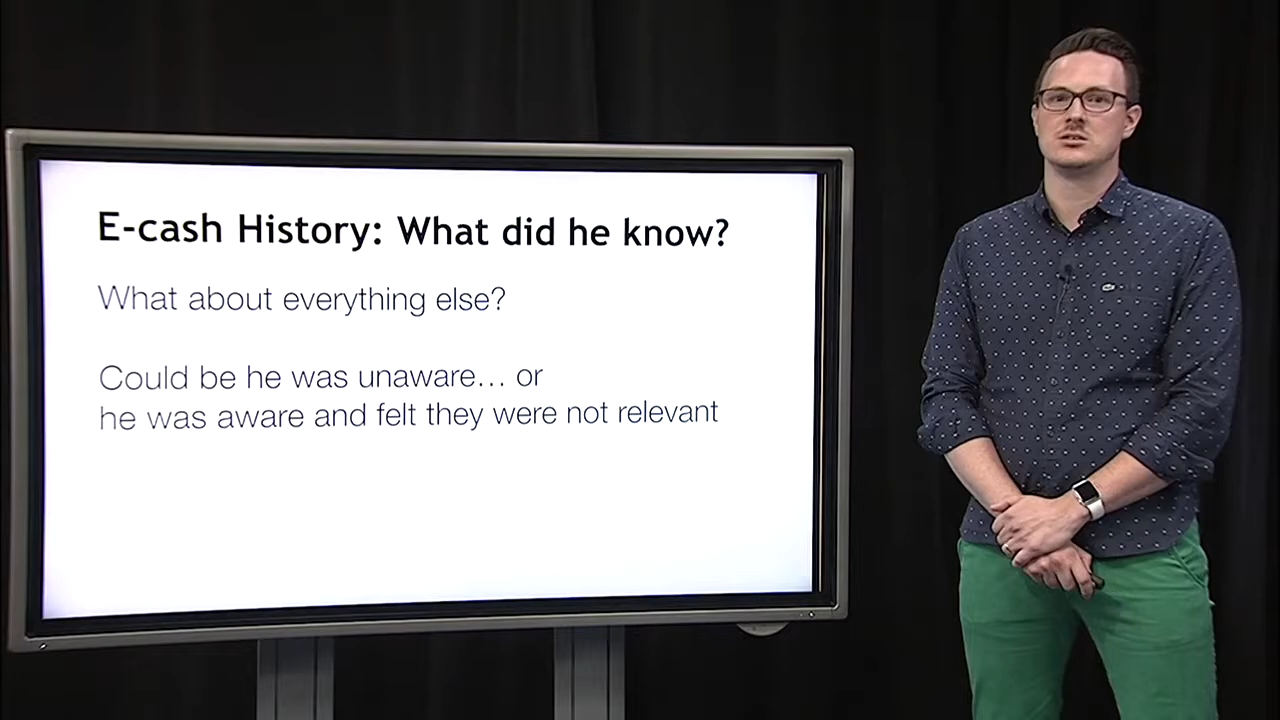 E-cash History: What did he know?
What about everything else?
Could be he was unaware… or
he was aware and felt they were not relevant